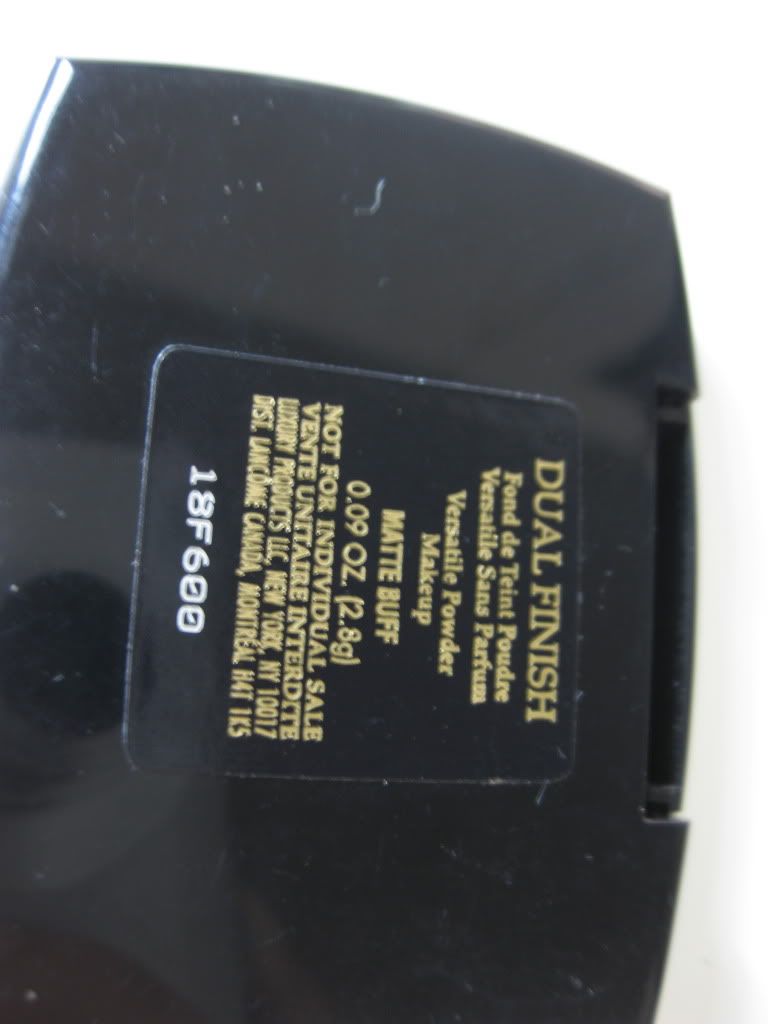 DUAL FINISH
Fond de Teint Poudre
Versatile Sans Parfum
Versatile Powder
Makeup
MATTE BUFF
0.09 OZ. (2.8g)
NOT FOR INDIVIDUAL SALE
VENTE UNITAIRE INTERDITE
LUXURY PRODUCTS LLC, NEW YORK, NY 10017
DIST. LANCÔME CANADA, MONTRÉAL H4T 1K5
18F600